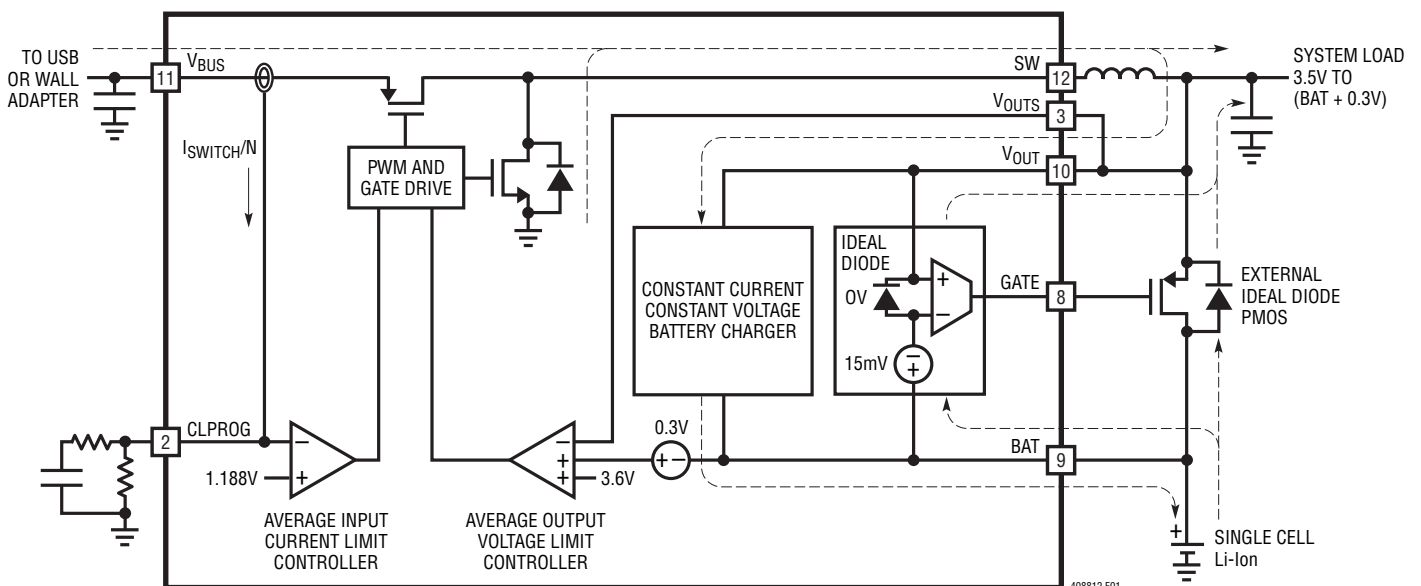 TO USB
OR WALL
ADAPTER
11
VBUS
SW
12
SYSTEM LOAD
3.5V TO
(BAT + 0.3V)
VOUTS
3
ISWITCH/N
PWM AND
GATE DRIVE
VOUT
10
CONSTANT CURRENT
CONSTANT VOLTAGE
BATTERY CHARGER
IDEAL
DIODE
0V
+
–
15mV
–
+
GATE
8
EXTERNAL
IDEAL DIODE
PMOS
2
CLPROG
–
1.188V
+
AVERAGE INPUT
CURRENT LIMIT
CONTROLLER
–
+
+
3.6V
AVERAGE OUTPUT
VOLTAGE LIMIT
CONTROLLER
0.3V
+ –
BAT
9
+
SINGLE CELL
Li-Ion